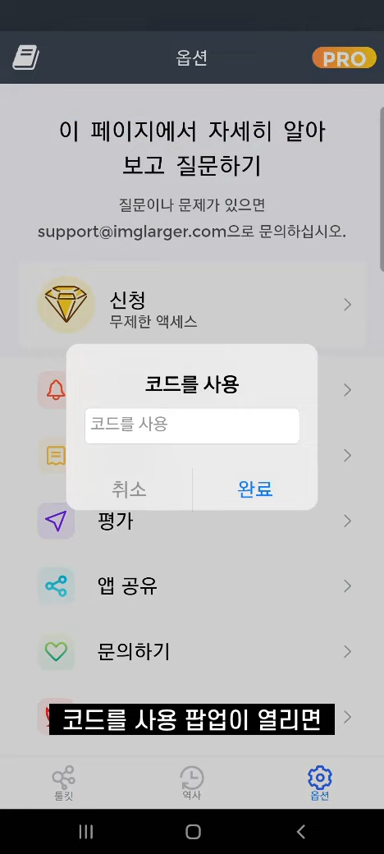 옵션
PRO
이 페이지에서 자세히 알아
보고 질문하기
질문이나 문제가 있으면
support@imglarger.com으로 문의하십시오.
신청
무제한 액세스
코드를 사용
코드를 사용
취소
완료
평가
앱 공유
문의하기
코드를 사용 팝업이 열리면
툴킷
역사
옵션